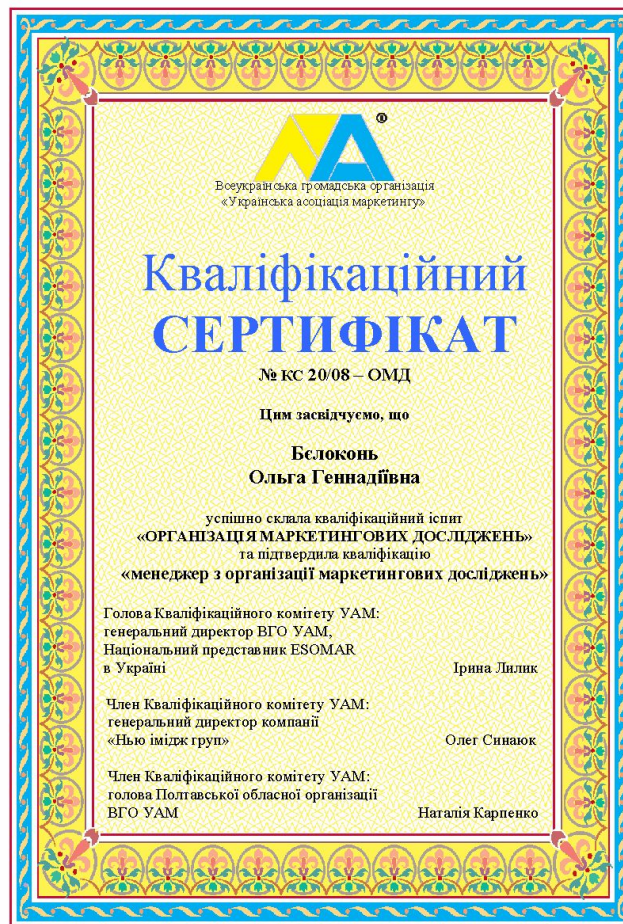 ®
Всеукраїнська громадська організація
«Українська асоціація маркетингу»
Кваліфікаційний
СЕРТИФІКАТ
№ КС 20/08 – ОМД
Цим засвідчуємо, що
Бєлоконь
Ольга Геннадіївна
успішно склала кваліфікаційний іспит
«ОРГАНІЗАЦІЯ МАРКЕТИНГОВИХ ДОСЛІДЖЕНЬ»
та підтвердила кваліфікацію
«менеджер з організації маркетингових досліджень»
Голова Кваліфікаційного комітету УАМ:
генеральний директор ВГО УАМ,
Національний представник ESOMAR
в Україні Ірина Лилик
Член Кваліфікаційного комітету УАМ:
генеральний директор компанії
«Нью імідж груп» Олег Синаюк
Член Кваліфікаційного комітету УАМ:
голова Полтавської обласної організації
ВГО УАМ Наталія Карпенко